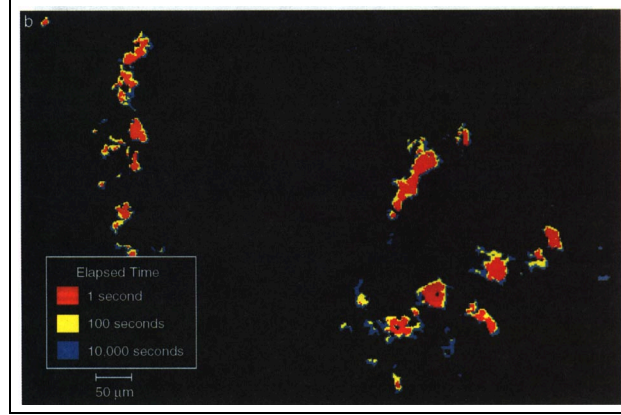 b
Elapsed Time
1 second
100 seconds
10,000 seconds
50 μm